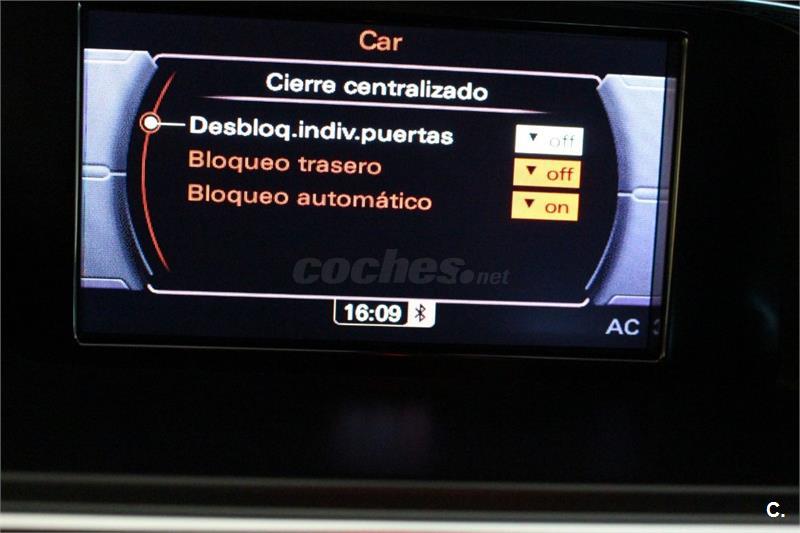 Car
Cierre centralizado
Desbloq.indiv.puertas ▼ off
Bloqueo trasero ▼ off
Bloqueo automático ▼ on
coches.net
16:09
AC
C.